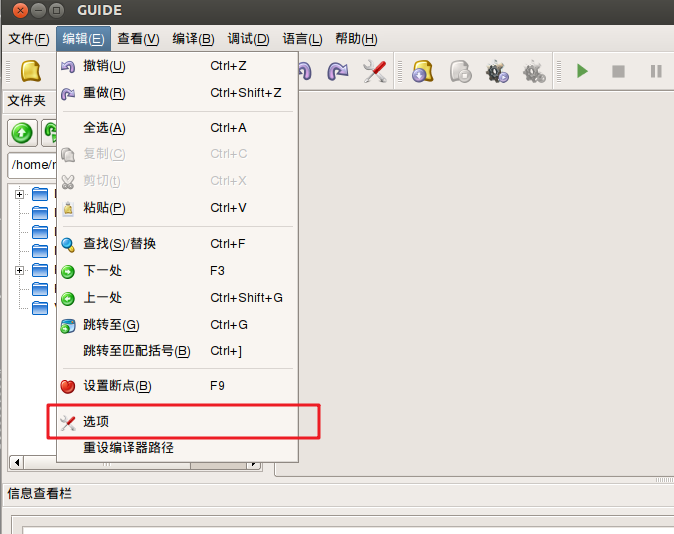 GUIDE
文件(F) 编辑(E) 查看(V) 编译(B) 调试(D) 语言(L) 帮助(H)
文件夹
/home/
撤销(U) Ctrl+Z
重做(R) Ctrl+Shift+Z
全选(A) Ctrl+A
复制(C) Ctrl+C
剪切(t) Ctrl+X
粘贴(P) Ctrl+V
查找(S)/替换 Ctrl+F
下一处 F3
上一处 Ctrl+Shift+G
跳转至(G) Ctrl+G
跳转至匹配括号(B) Ctrl+]
设置断点(B) F9
选项
重设编译器路径
信息查看栏